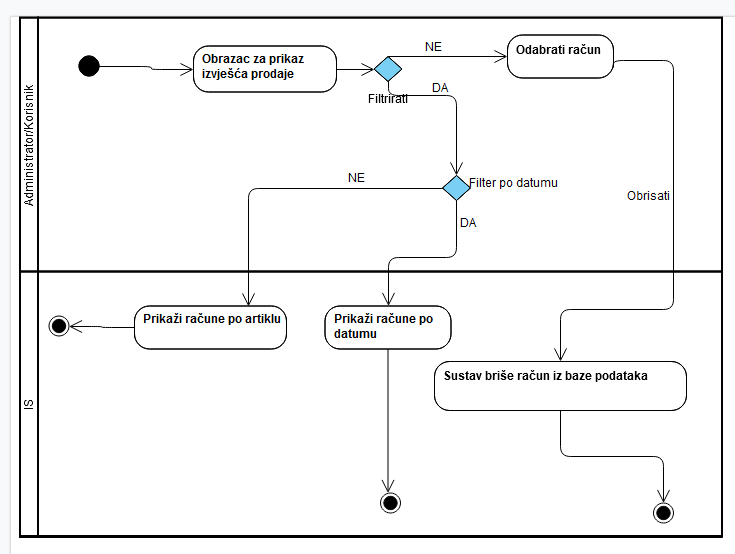 Administrator/Korisnik
Obrazac za prikaz
izvješća prodaje
NE
Odabrati račun
Filtrirati
DA
NE
Filter po datumu
Obrisati
DA
IS
Prikaži račune po artiklu
Prikaži račune po
datumu
Sustav briše račun iz baze podataka